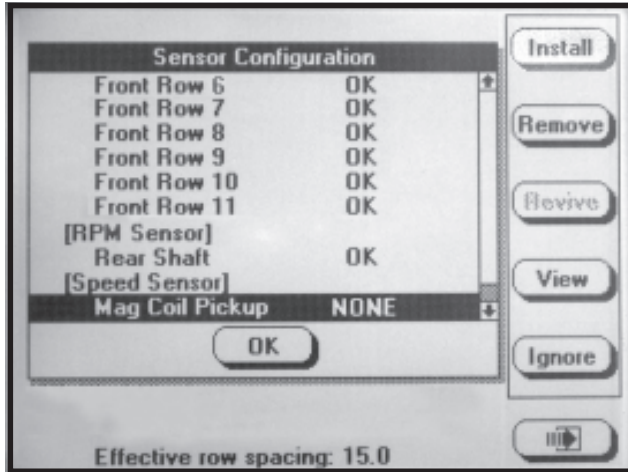 Sensor Configuration
Front Row 6 OK
Front Row 7 OK
Front Row 8 OK
Front Row 9 OK
Front Row 10 OK
Front Row 11 OK
[RPM Sensor]
Rear Shaft OK
[Speed Sensor]
Mag Coil Pickup NONE
OK
Effective row spacing: 15.0
Install
Remove
Revive
View
Ignore